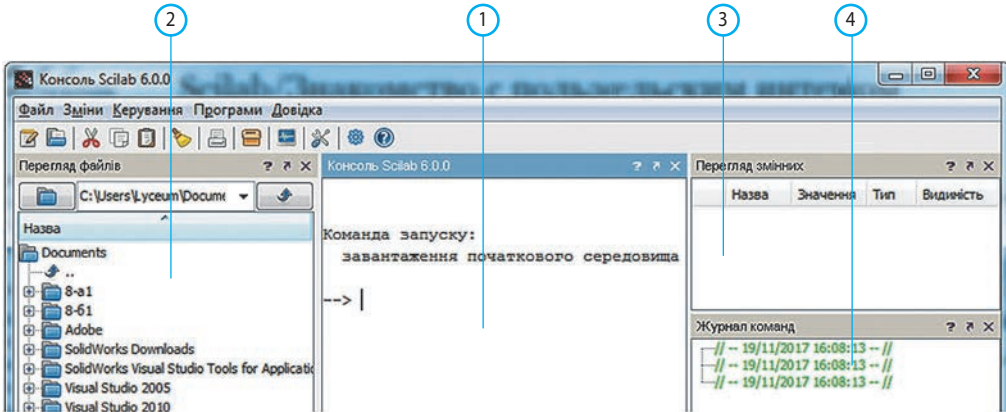 2
1
3
4
Консоль Scilab 6.0.0
Файл Зміни Керування Програми Довідка
Перегляд файлів
C:\Users\Lyceum\Docume
Назва
Documents
..
8-а1
8-б1
Adobe
SolidWorks Downloads
SolidWorks Visual Studio Tools for Applicatio
Visual Studio 2005
Visual Studio 2010
Консоль Scilab 6.0.0
Команда запуску:
завантаження початкового середовища
-->
Перегляд змінних
Назва Значення Тип Видимість
Журнал команд
// -- 19/11/2017 16:08:13 -- //
// -- 19/11/2017 16:08:13 -- //
// -- 19/11/2017 16:08:13 -- //